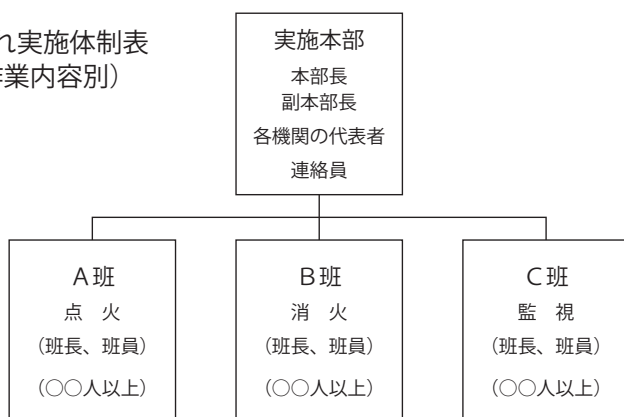 れ実施体制表
業内容別）
実施本部
本部長
副本部長
各機関の代表者
連絡員
Ａ班
点　火
（班長、班員）
（○○人以上）
Ｂ班
消　火
（班長、班員）
（○○人以上）
Ｃ班
監　視
（班長、班員）
（○○人以上）